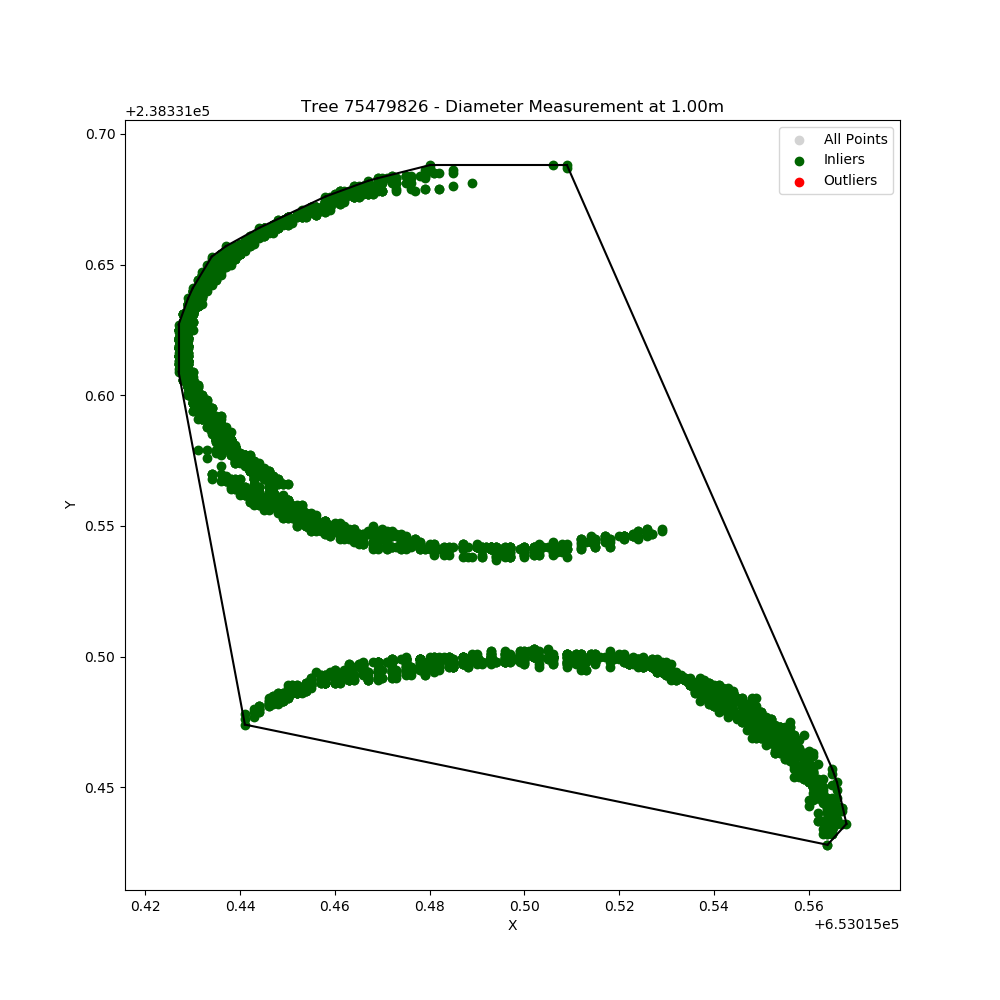 Tree 75479826 - Diameter Measurement at 1.00m
+2.38331e5
All Points
Inliers
Outliers
0.70
0.65
0.60
0.55
0.50
0.45
Y
0.42 0.44 0.46 0.48 0.50 0.52 0.54 0.56
X
+6.53015e5